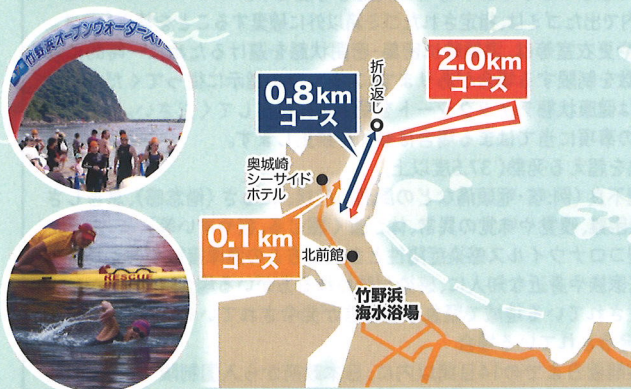 竹野浜オープンウォータースイ
0.8km
コース
折り返し
2.0km
コース
奥城崎
シーサイド
ホテル
0.1km
コース
北前館
竹野浜
海水浴場
RESCUE